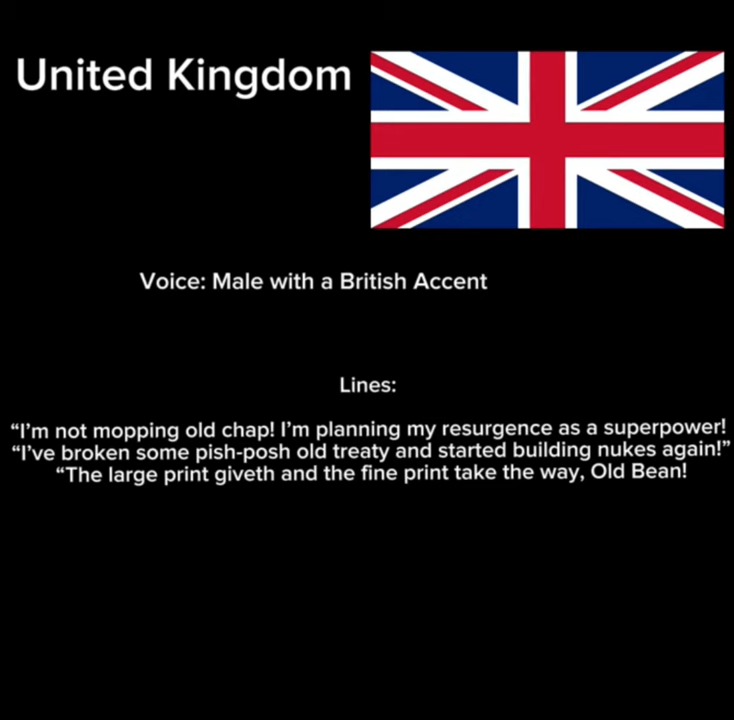 United Kingdom
Voice: Male with a British Accent
Lines:
“I’m not mopping old chap! I’m planning my resurgence as a superpower!
“I’ve broken some pish-posh old treaty and started building nukes again!”
“The large print giveth and the fine print take the way, Old Bean!